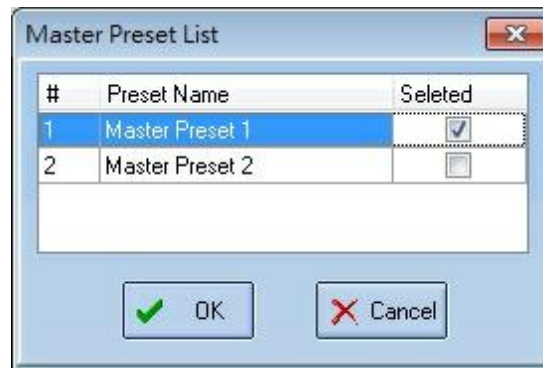 Master Preset List
# Preset Name Seleted
1 Master Preset 1
2 Master Preset 2
OK Cancel